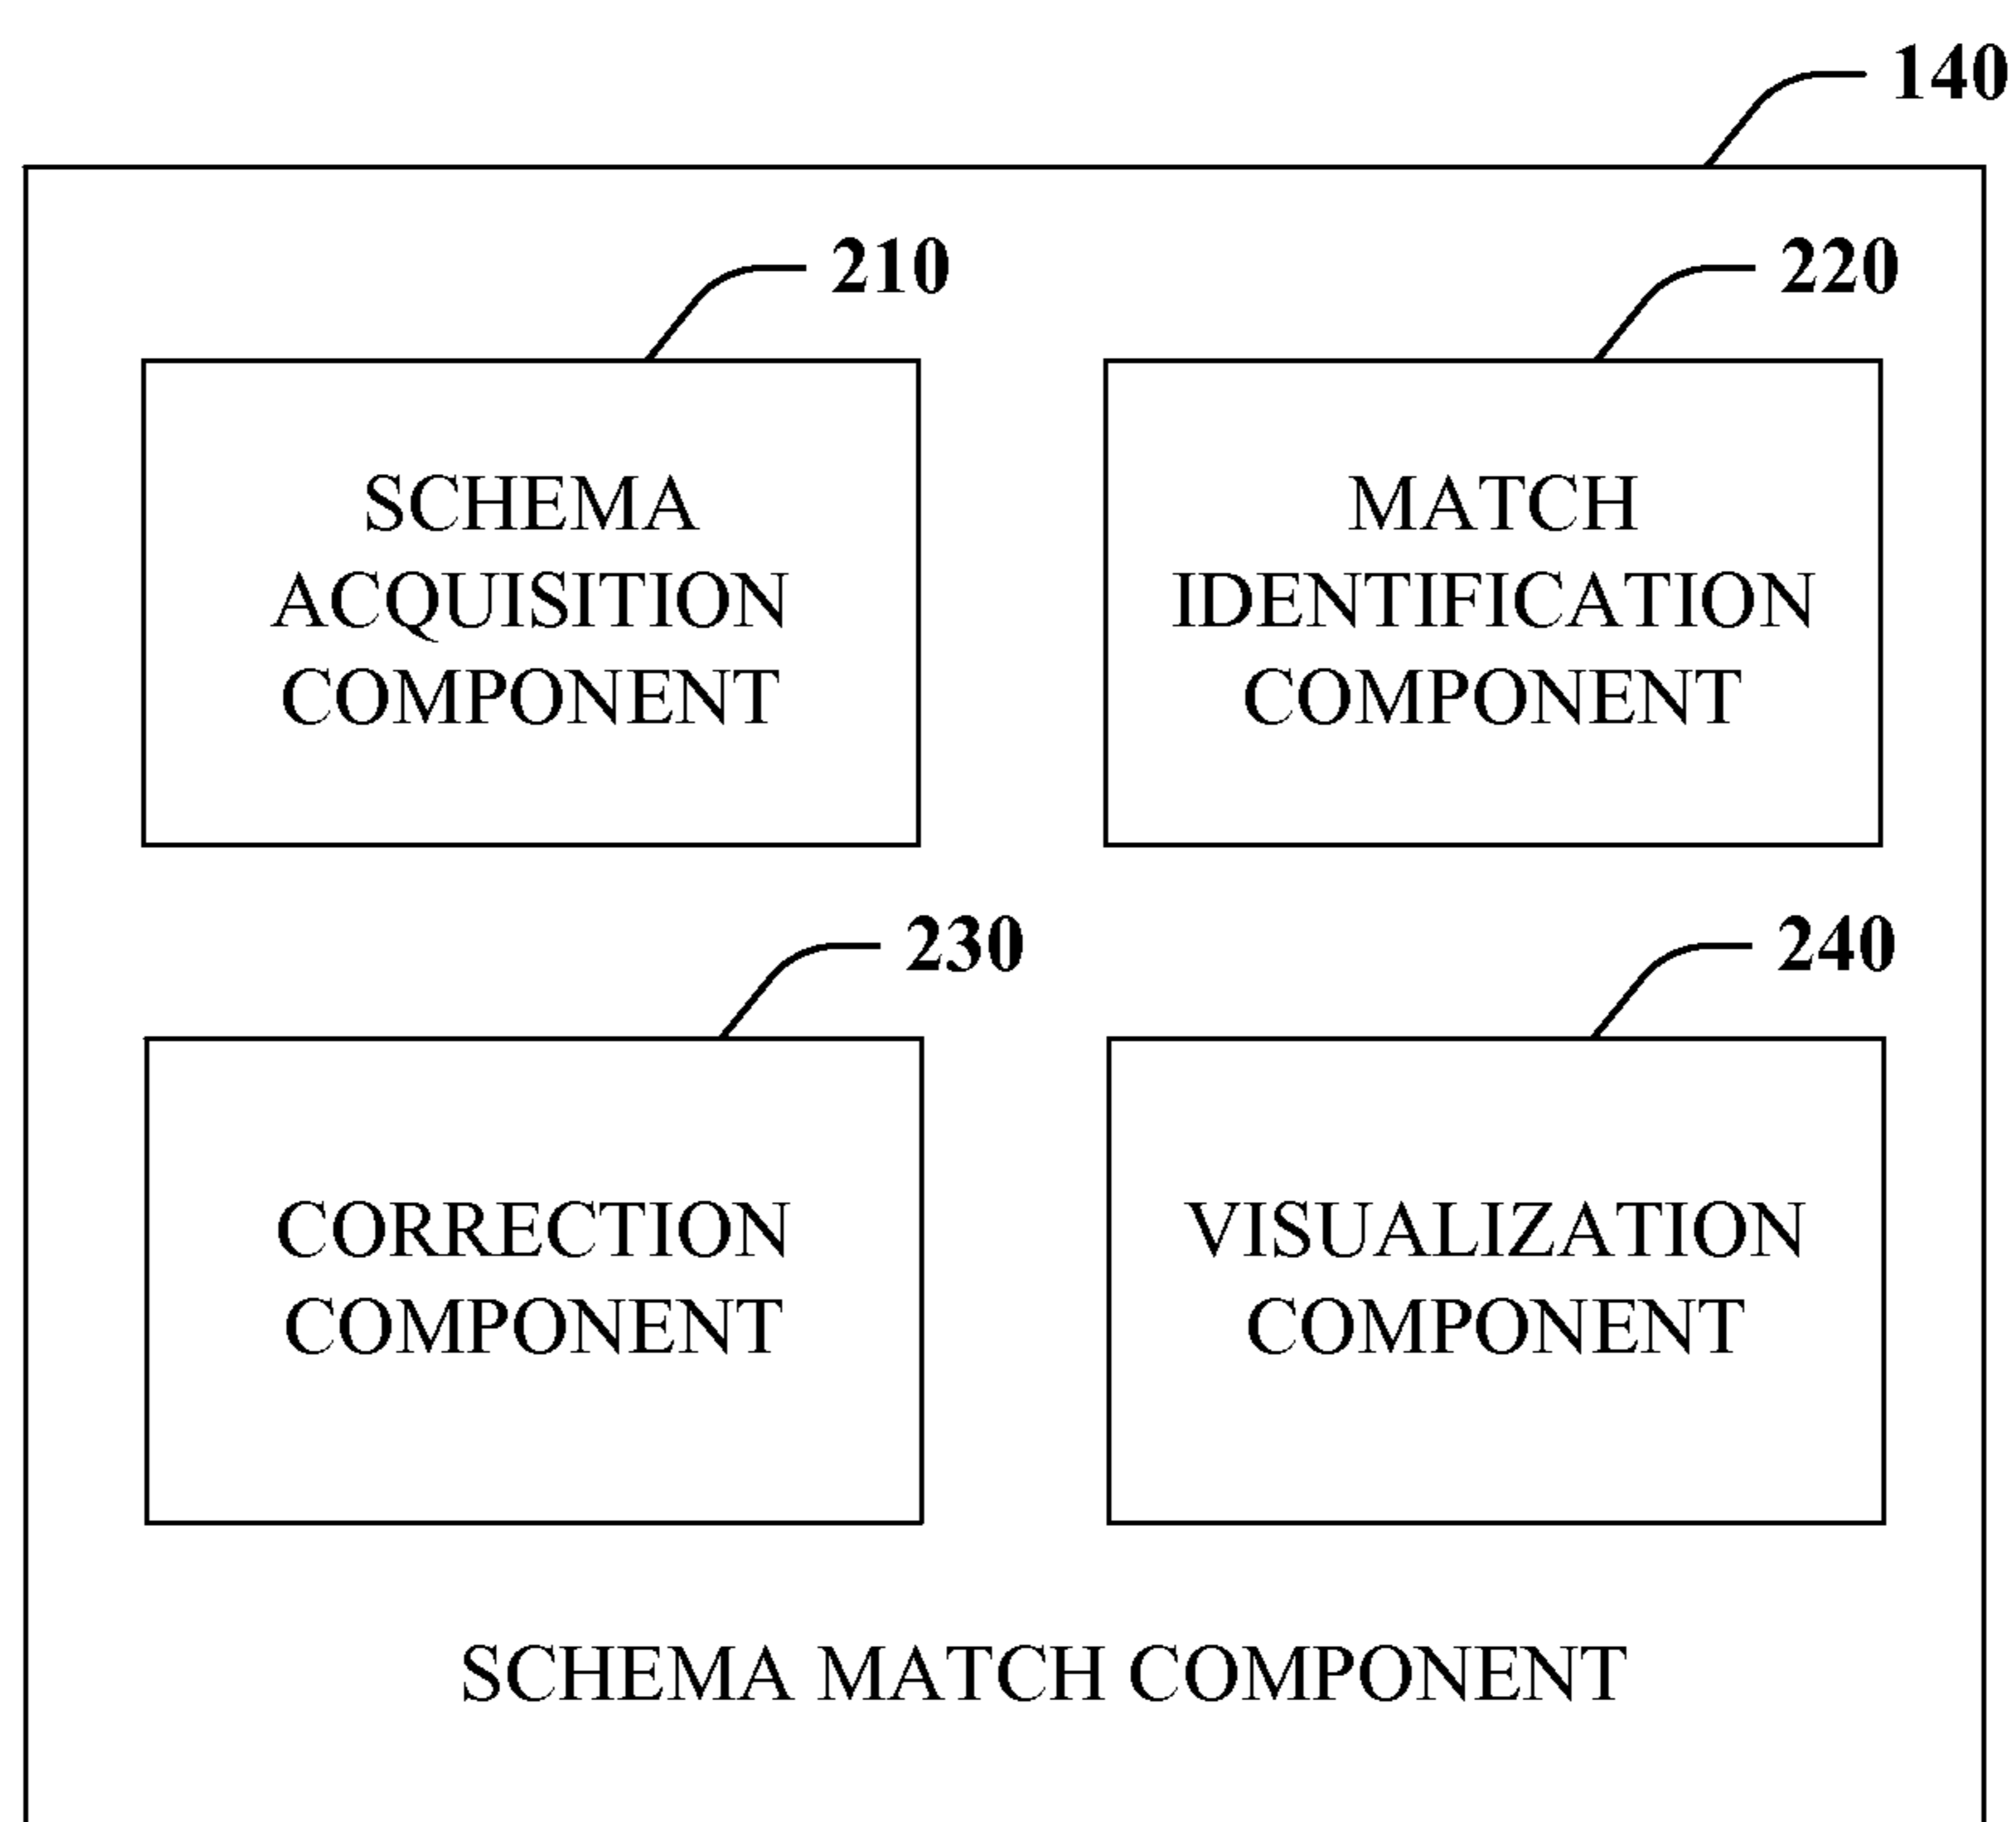 140
210
220
SCHEMA
ACQUISITION
COMPONENT
MATCH
IDENTIFICATION
COMPONENT
230
240
CORRECTION
COMPONENT
VISUALIZATION
COMPONENT
SCHEMA MATCH COMPONENT